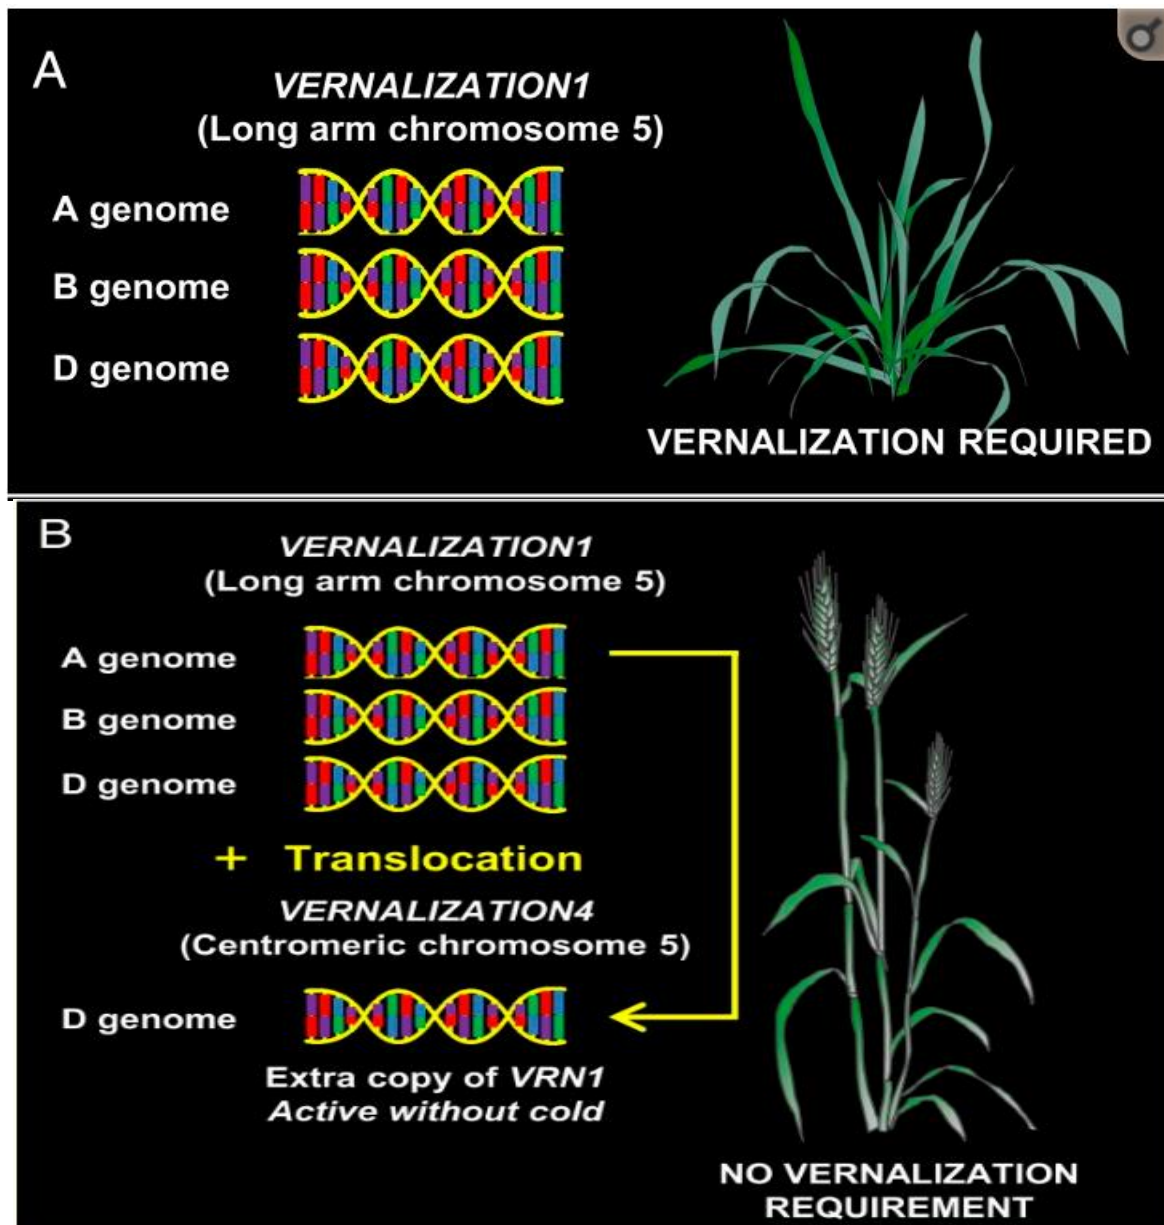 A
VERNALIZATION1
(Long arm chromosome 5)
A genome
B genome
D genome
VERNALIZATION REQUIRED
B
VERNALIZATION1
(Long arm chromosome 5)
A genome
B genome
D genome
+ Translocation
VERNALIZATION4
(Centromeric chromosome 5)
D genome
Extra copy of VRN1
Active without cold
NO VERNALIZATION
REQUIREMENT